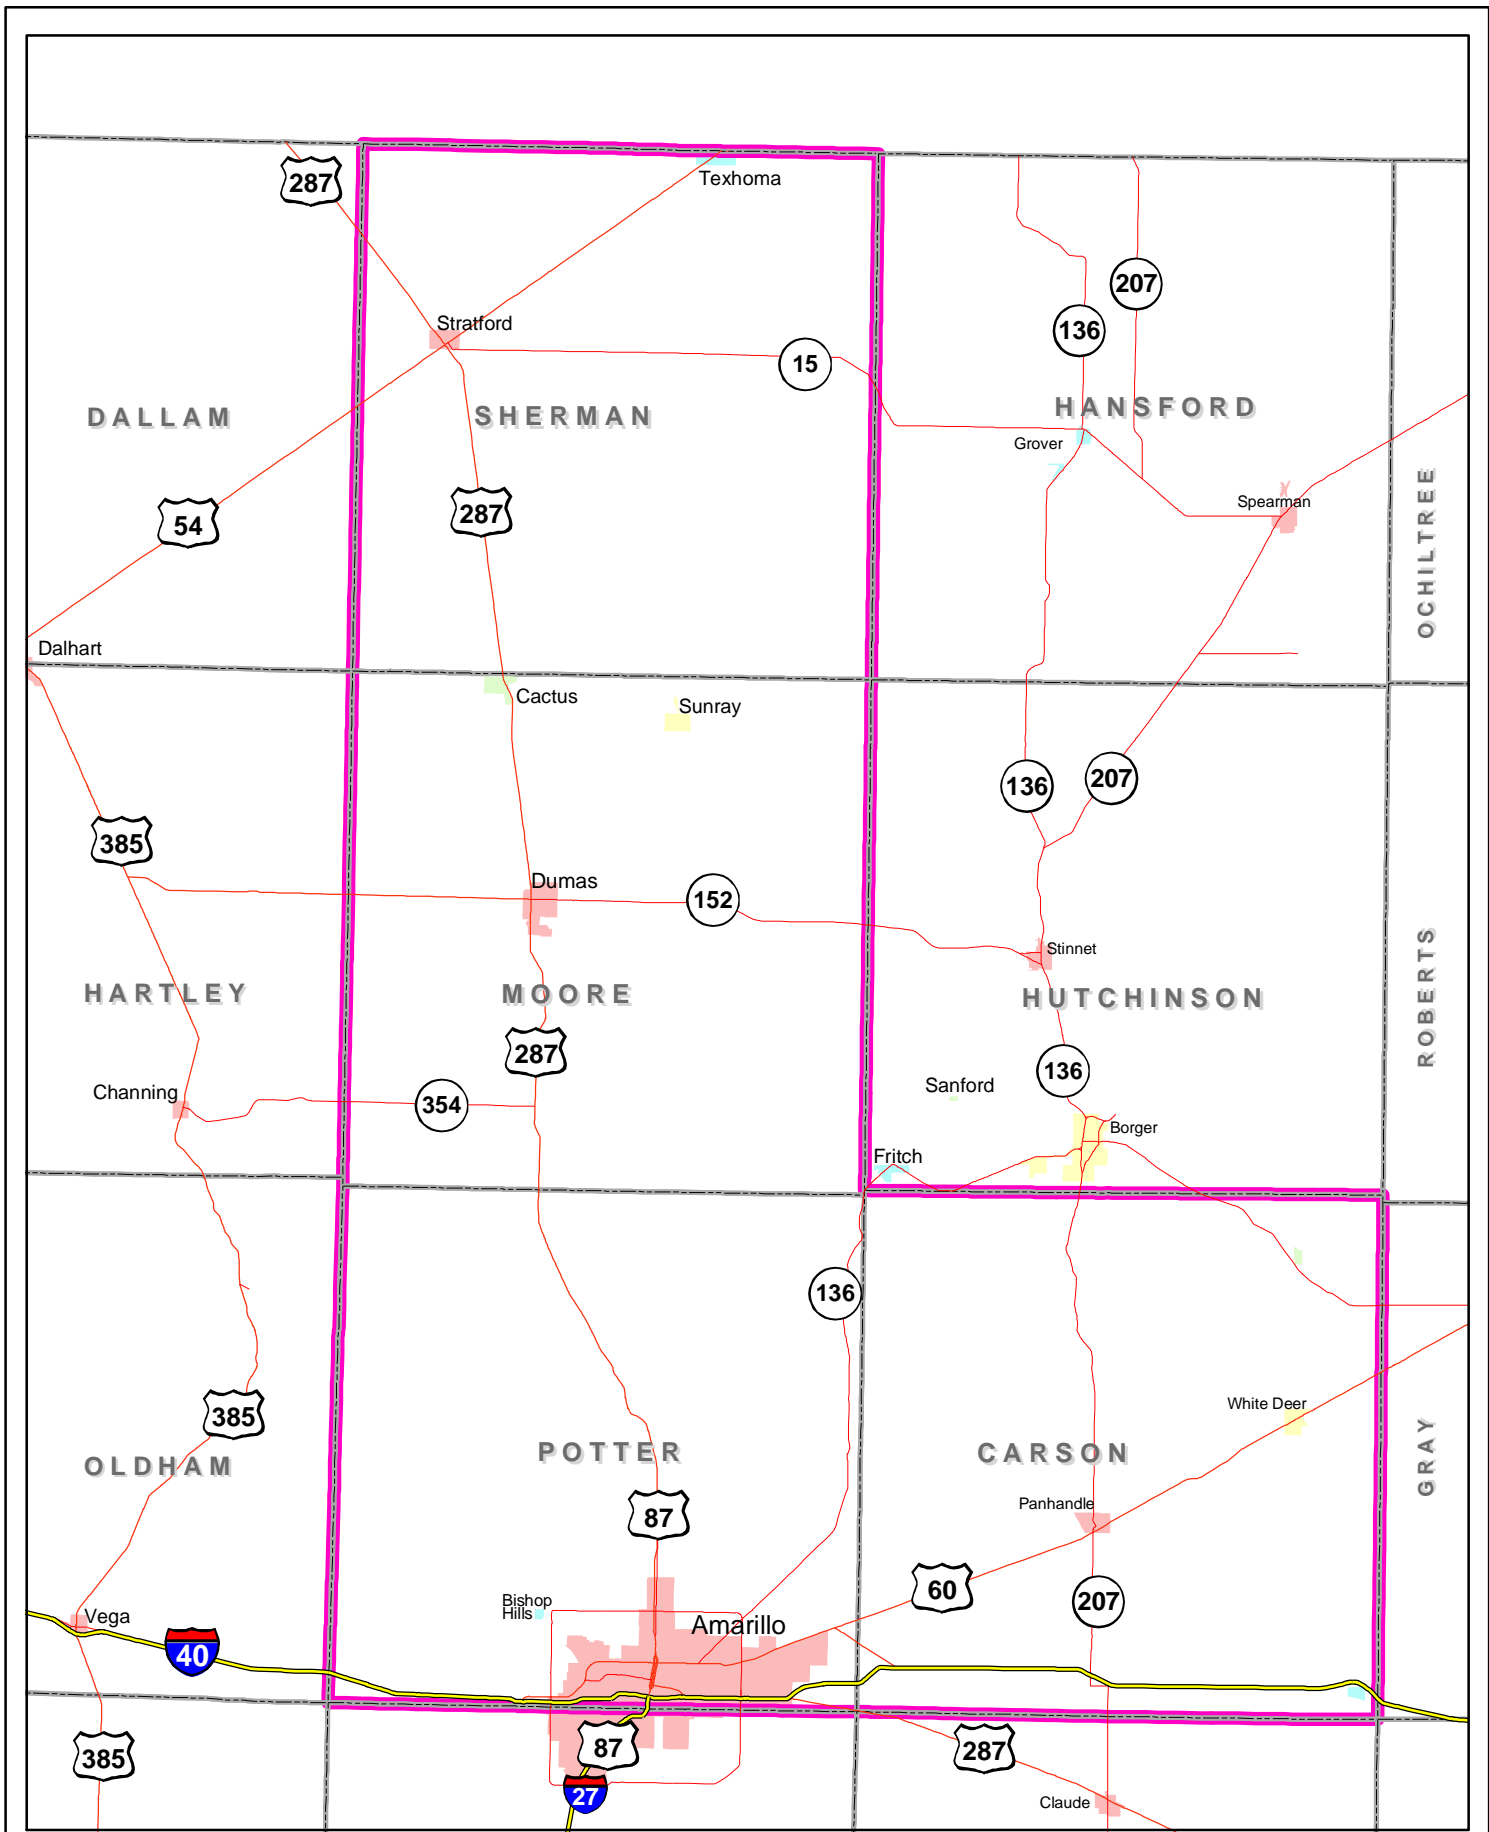 287
Texhoma
207
136
Stratford
15
DALLAM
SHERMAN
HANSFORD
Grover
54
287
Spearman
OCHILTREE
Dalhart
Cactus
Sunray
136
207
385
Dumas
152
Stinnet
ROBERTS
HARTLEY
MOORE
HUTCHINSON
287
136
Channing
354
Sanford
Borger
Fritch
136
385
White Deer
GRAY
OLDHAM
POTTER
CARSON
87
Panhandle
60
207
Bishop
Hills
Vega
Amarillo
40
385
87
287
27
Claude